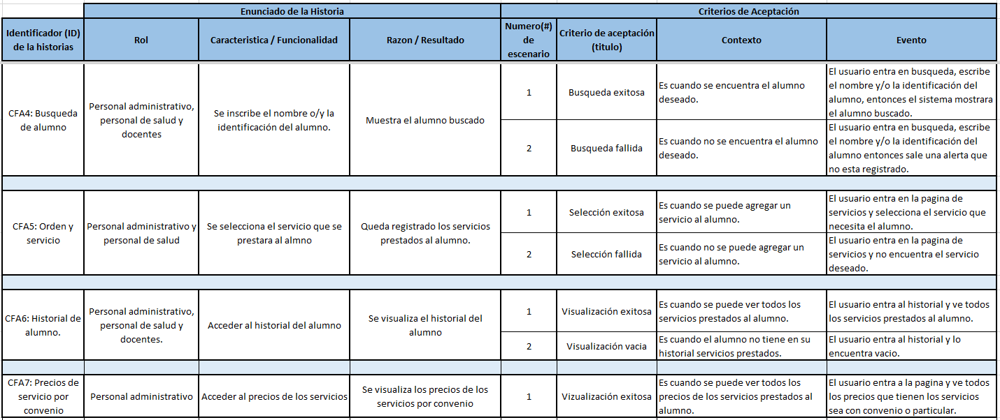 Enunciado de la Historia
Criterios de Aceptación
Identificador (ID)
de la historias
Rol
Caracteristica / Funcionalidad
Razon / Resultado
Numero(#)
de
escenario
Criterio de aceptación
(titulo)
Contexto
Evento
CFA4: Busqueda
de alumno
Personal administrativo,
personal de salud y
docentes
Se inscribe el nombre o/y la
identificación del alumno.
Muestra el alumno buscado
1
Busqueda exitosa
Es cuando se encuentra el alumno
deseado.
El usuario entra en busqueda, escribe
el nombre y/o la identificación del
alumno, entonces el sistema mostrara
el alumno buscado.
2
Busqueda fallida
Es cuando no se encuentra el alumno
deseado.
El usuario entra en busqueda, escribe
el nombre y/o la identificación del
alumno entonces sale una alerta que
no esta registrado.
CFA5: Orden y
servicio
Personal administrativo y
personal de salud
Se selecciona el servicio que se
prestara al almno
Queda registrado los servicios
prestados al alumno.
1
Selección exitosa
Es cuando se puede agregar un
servicio al alumno.
El usuario entra en la pagina de
servicios y selecciona el servicio que
necesita el alumno.
2
Selección fallida
Es cuando no se puede agregar un
servicio al alumno.
El usuario entra en la pagina de
servicios y no encuentra el servicio
deseado.
CFA6: Historial de
alumno.
Personal administrativo,
personal de salud y
docentes.
Acceder al historial del alumno
Se visualiza el historial del
alumno
1
Visualización exitosa
Es cuando se puede ver todos los
servicios prestados al alumno.
El usuario entra al historial y ve todos
los servicios prestados al alumno.
2
Visualización vacia
Es cuando el alumno no tiene en su
historial servicios prestados.
El usuario entra al historial y lo
encuentra vacio.
CFA7: Precios de
servicio por
convenio
Personal administrativo
Acceder al precios de los servicios
Se visualiza los precios de los
servicios por convenio
1
Vizualización exitosa
Es cuando se puede ver todos los
precios de los servicios prestados al
alumno.
El usuario entra a la pagina y ve todos
los precios que tienen los servicios
sea con convenio o particular.